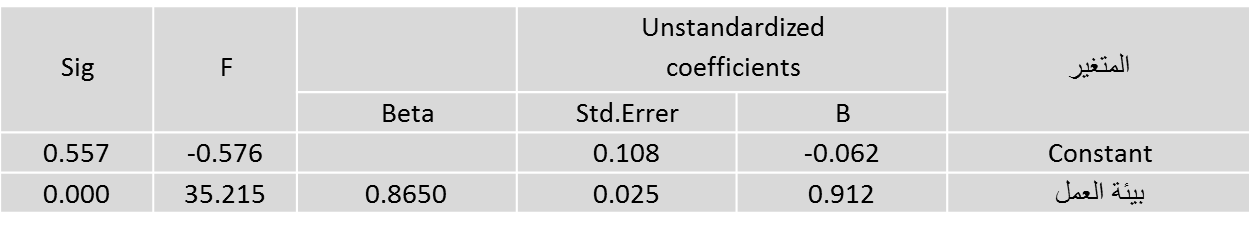 Sig F Unstandardized coefficients المتغير
Beta Std.Errer B
0.557 -0.576 0.108 -0.062 Constant
0.000 35.215 0.8650 0.025 0.912 بيئة العمل